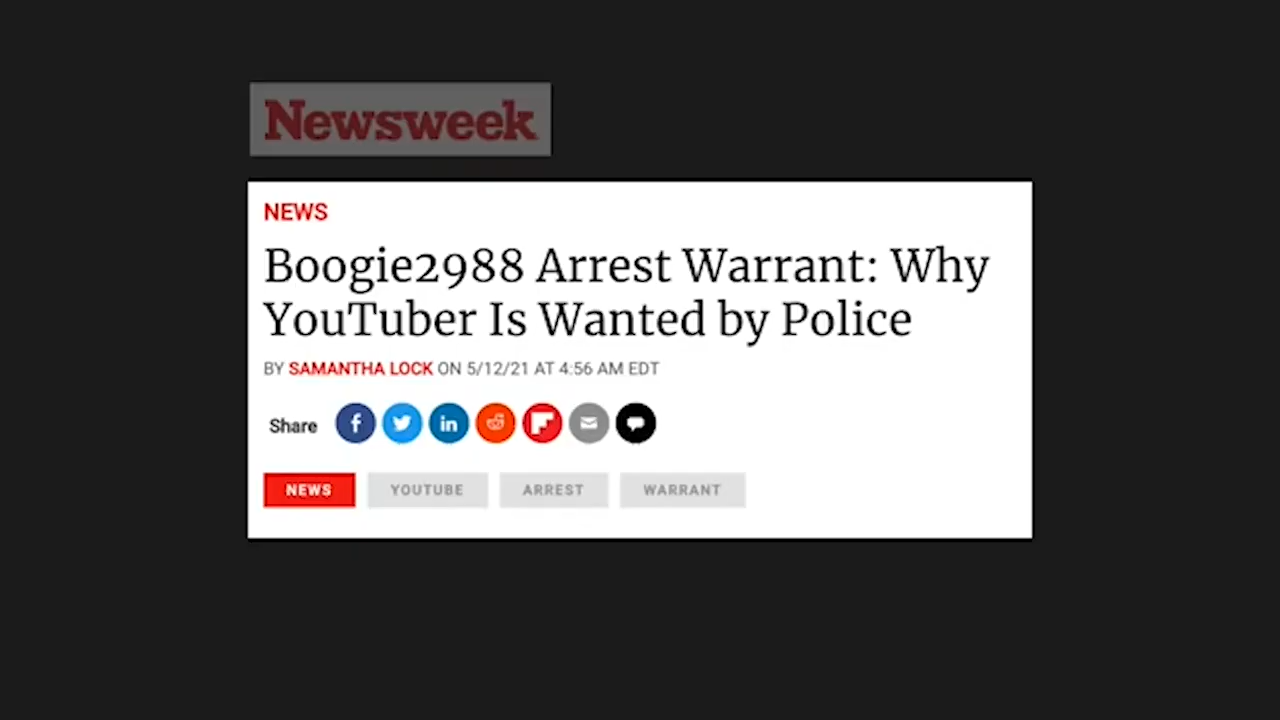 Newsweek
NEWS
Boogie2988 Arrest Warrant: Why
YouTuber Is Wanted by Police
BY SAMANTHA LOCK ON 5/12/21 AT 4:56 AM EDT
Share
NEWS YOUTUBE ARREST WARRANT